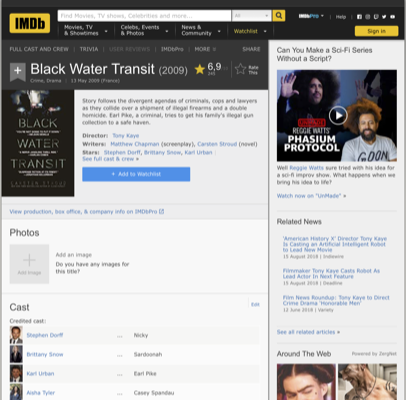 IMDb
Find Movies, TV shows, Celebrities and more...
All
IMDbPro
Help
Movies, TV & Showtimes
Celebs, Events & Photos
News & Community
Watchlist
Sign in
FULL CAST AND CREW | TRIVIA | USER REVIEWS | IMDbPro | MORE
SHARE
Black Water Transit (2009)
6,9
Rate This
Crime, Drama | 13 May 2009 (France)
BLACK
WATER
TRANSIT
CARSTEN STROUD
Story follows the divergent agendas of criminals, cops and lawyers
as they collide over a shipment of illegal firearms and a double
homicide. Earl Pike, a criminal, tries to get his family's illegal gun
collection to a safe haven.
Director: Tony Kaye
Writers: Matthew Chapman (screenplay), Carsten Stroud (novel)
Stars: Stephen Dorff, Brittany Snow, Karl Urban
See full cast & crew »
+ Add to Watchlist
View production, box office, & company info on IMDbPro
Photos
Add Image
Add an image
Do you have any images for
this title?
Cast
Edit
Credited cast:
Stephen Dorff ... Nicky
Brittany Snow ... Sardoonah
Karl Urban ... Earl Pike
Aisha Tyler ... Casey Spandau
Can You Make a Sci-Fi Series
Without a Script?
REGGIE WATTS'
PHASIUM
PROTOCOL
Well Reggie Watts sure tried with his idea for
a sci-fi improv show. What happens when we
bring his idea to life?
Watch now on "UnMade" »
Related News
'American History X' Director Tony Kaye
Is Casting an Artificial Intelligent Robot
to Lead New Movie
15 August 2018 | Indiewire
Filmmaker Tony Kaye Casts Robot As
Lead Actor In Next Feature
15 August 2018 | Deadline
Film News Roundup: Tony Kaye to Direct
Crime Drama 'Honorable Men'
12 June 2018 | Variety
See all related articles »
Around The Web
Powered by ZergNet